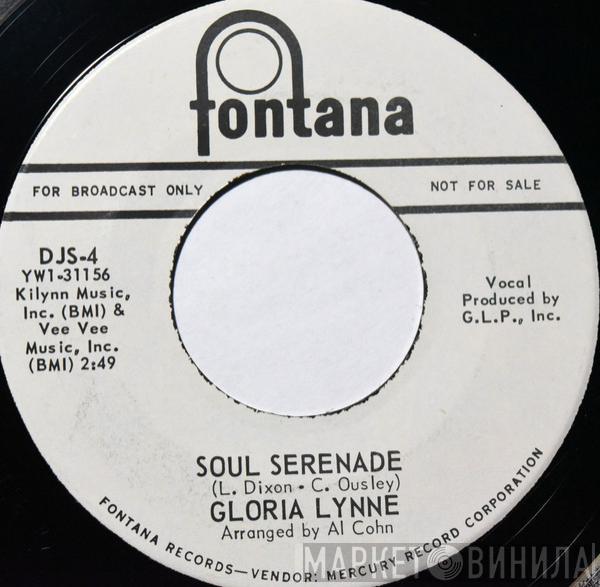 fontana
FOR BROADCAST ONLY
NOT FOR SALE
DJS-4
YW1-31156
Kilynn Music,
Inc. (BMI) &
Vee Vee
Music, Inc.
(BMI) 2:49
Vocal
Produced by
G.L.P., Inc.
SOUL SERENADE
(L. Dixon • C. Ousley)
GLORIA LYNNE
Arranged by Al Cohn
FONTANA RECORDS—VENDOR: MERCURY RECORD CORPORATION
МАРКЕТ ВИНИЛА